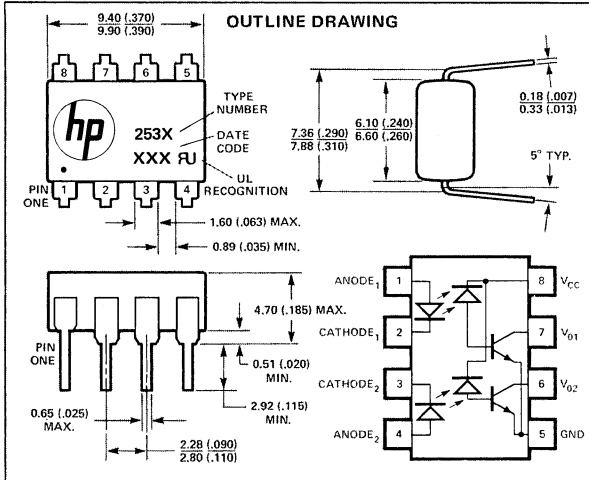 OUTLINE DRAWING
9.40 (.370)
9.90 (.390)
8 7 6 5
hp
253X
XXX
UR
TYPE
NUMBER
DATE
CODE
UL
RECOGNITION
PIN
ONE
1 2 3 4
1.60 (.063) MAX.
0.89 (.035) MIN.
7.36 (.290)
7.88 (.310)
6.10 (.240)
6.60 (.260)
0.18 (.007)
0.33 (.013)
5° TYP.
4.70 (.185) MAX.
PIN
ONE
0.51 (.020)
MIN.
0.65 (.025)
MAX.
2.92 (.115)
MIN.
2.28 (.090)
2.80 (.110)
ANODE1 1
8 VCC
CATHODE1 2
7 V01
CATHODE2 3
6 V02
ANODE2 4
5 GND